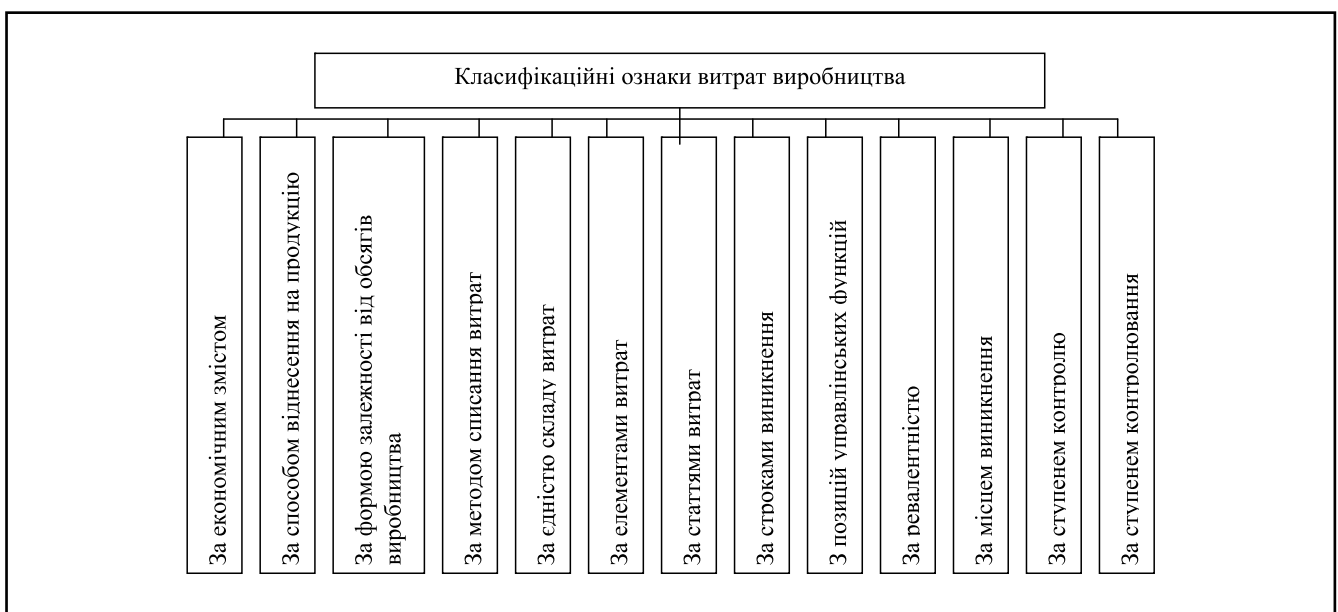 Класифікаційні ознаки витрат виробництва
За економічним змістом
За способом віднесення на продукцію
За формою залежності від обсягів
виробництва
За методом списання витрат
За єдністю складу витрат
За елементами витрат
За статтями витрат
За строками виникнення
З позицій управлінських функцій
За ревалентністю
За місцем виникнення
За ступенем контролю
За ступенем контролювання